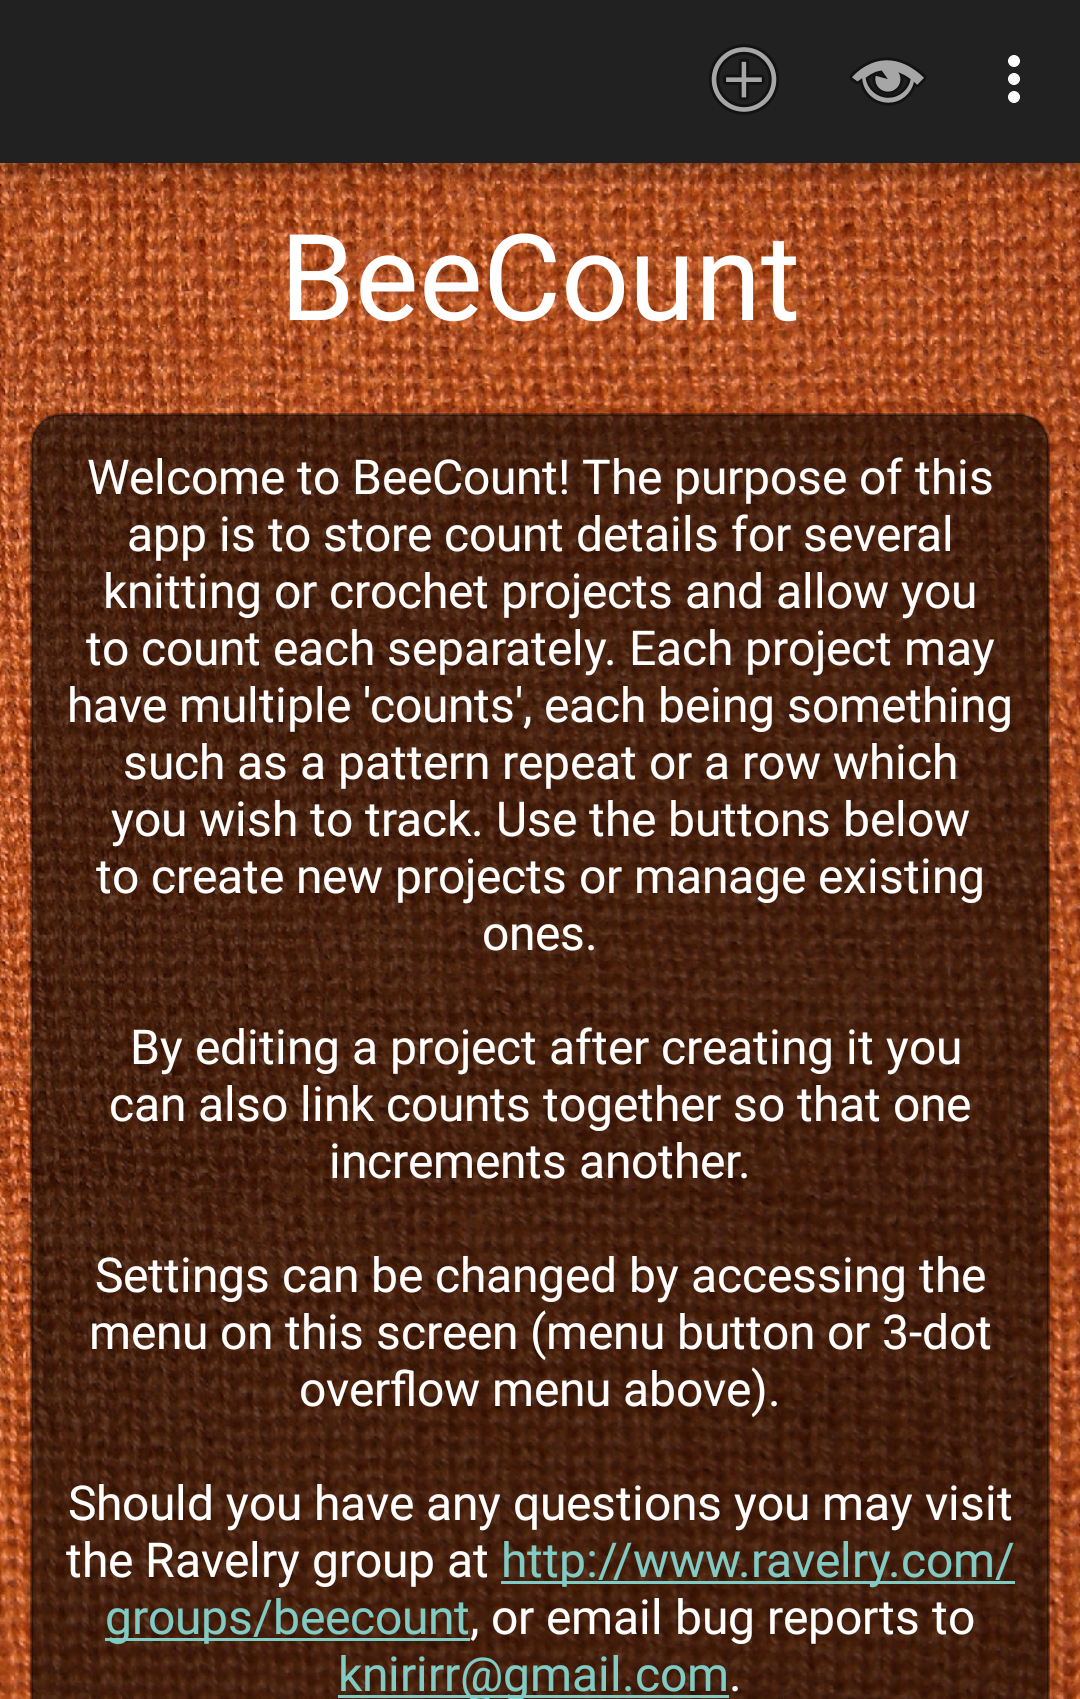 BeeCount
Welcome to BeeCount! The purpose of this
app is to store count details for several
knitting or crochet projects and allow you
to count each separately. Each project may
have multiple 'counts', each being something
such as a pattern repeat or a row which
you wish to track. Use the buttons below
to create new projects or manage existing
ones.
By editing a project after creating it you
can also link counts together so that one
increments another.
Settings can be changed by accessing the
menu on this screen (menu button or 3-dot
overflow menu above).
Should you have any questions you may visit
the Ravelry group at http://www.ravelry.com/
groups/beecount, or email bug reports to
knirirr@gmail.com.